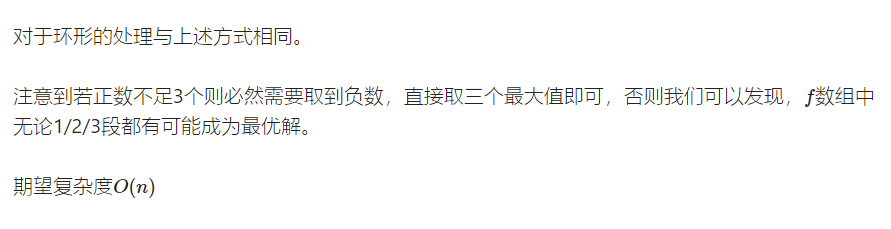 对于环形的处理与上述方式相同。
注意到若正数不足3个则必然需要取到负数，直接取三个最大值即可，否则我们可以发现，f数组中
无论1/2/3段都有可能成为最优解。
期望复杂度O(n)